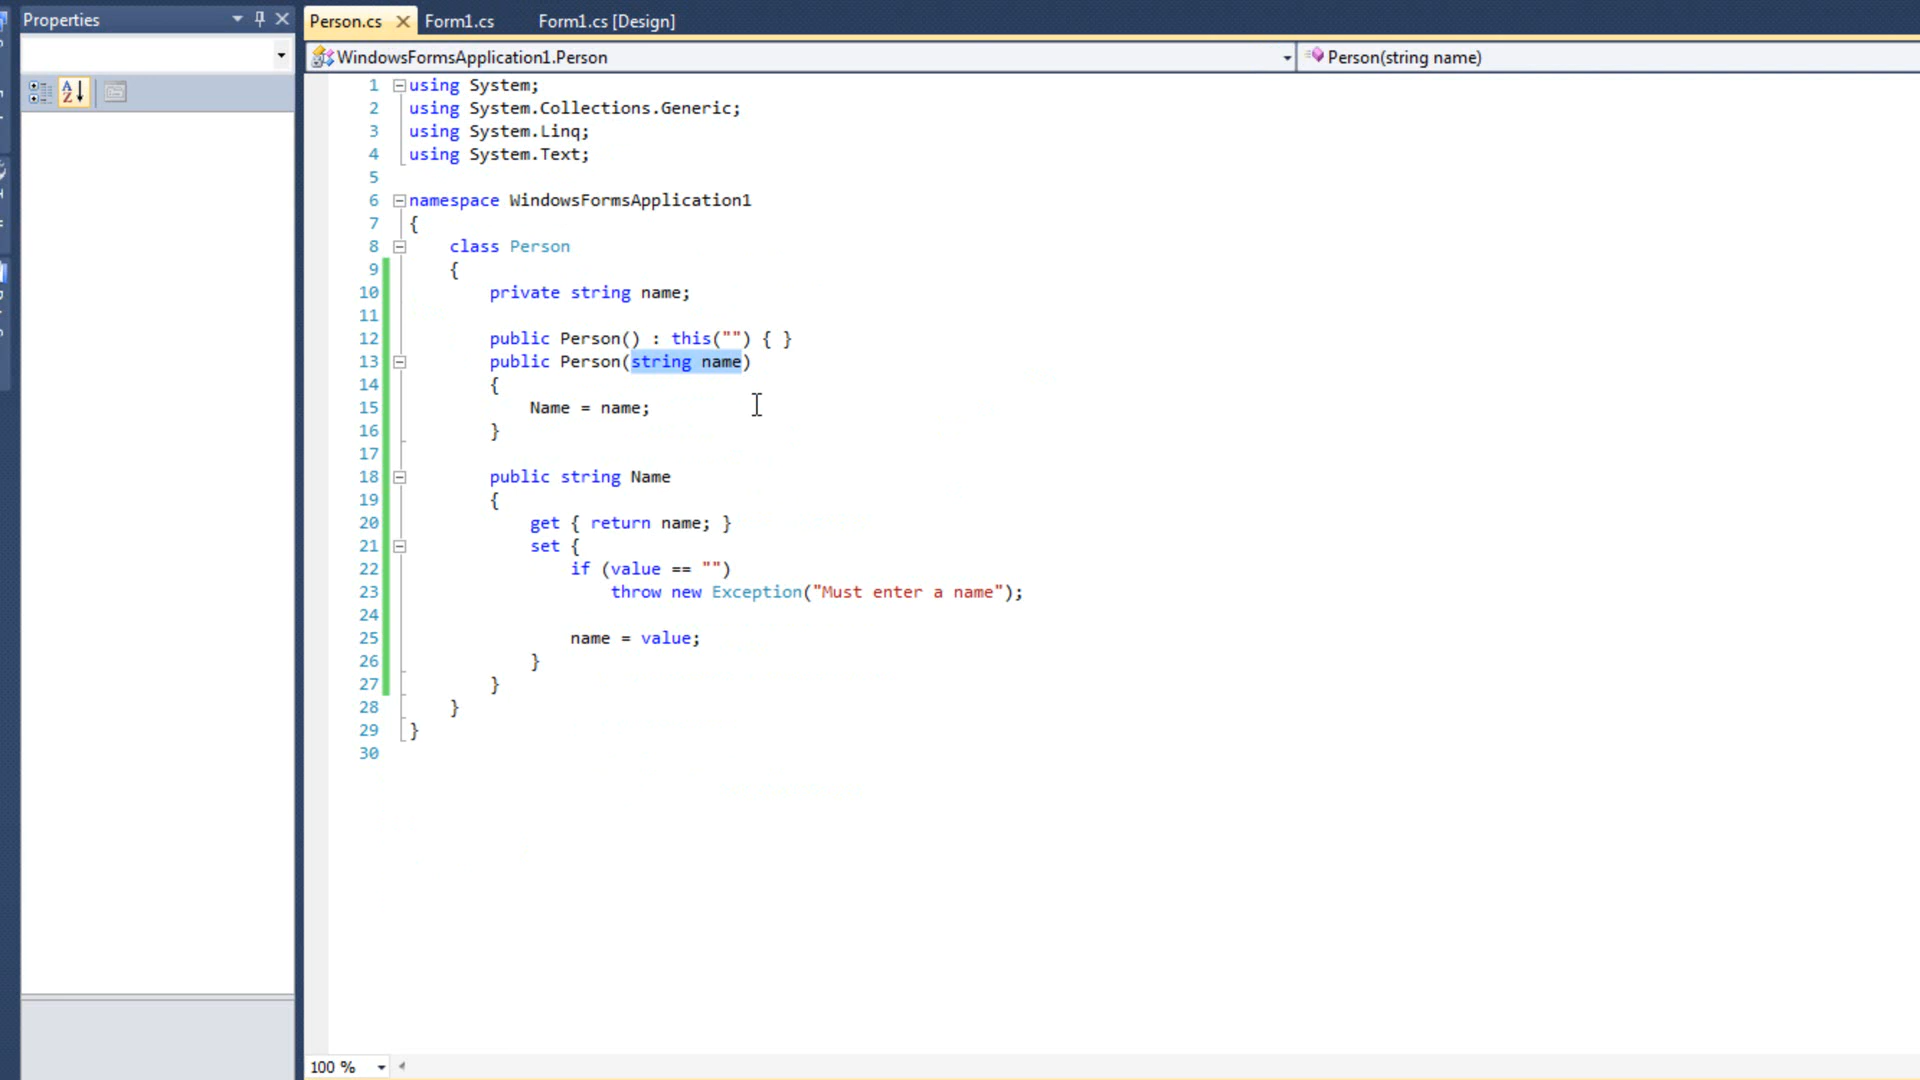 Properties
Person.cs
Form1.cs
Form1.cs [Design]
WindowsFormsApplication1.Person
Person(string name)
1 using System;
2 using System.Collections.Generic;
3 using System.Linq;
4 using System.Text;
5
6 namespace WindowsFormsApplication1
7 {
8 class Person
9 {
10 private string name;
11
12 public Person() : this("") { }
13 public Person(string name)
14 {
15 Name = name;
16 }
17
18 public string Name
19 {
20 get { return name; }
21 set {
22 if (value == "")
23 throw new Exception("Must enter a name");
24
25 name = value;
26 }
27 }
28 }
29 }
30
100 %